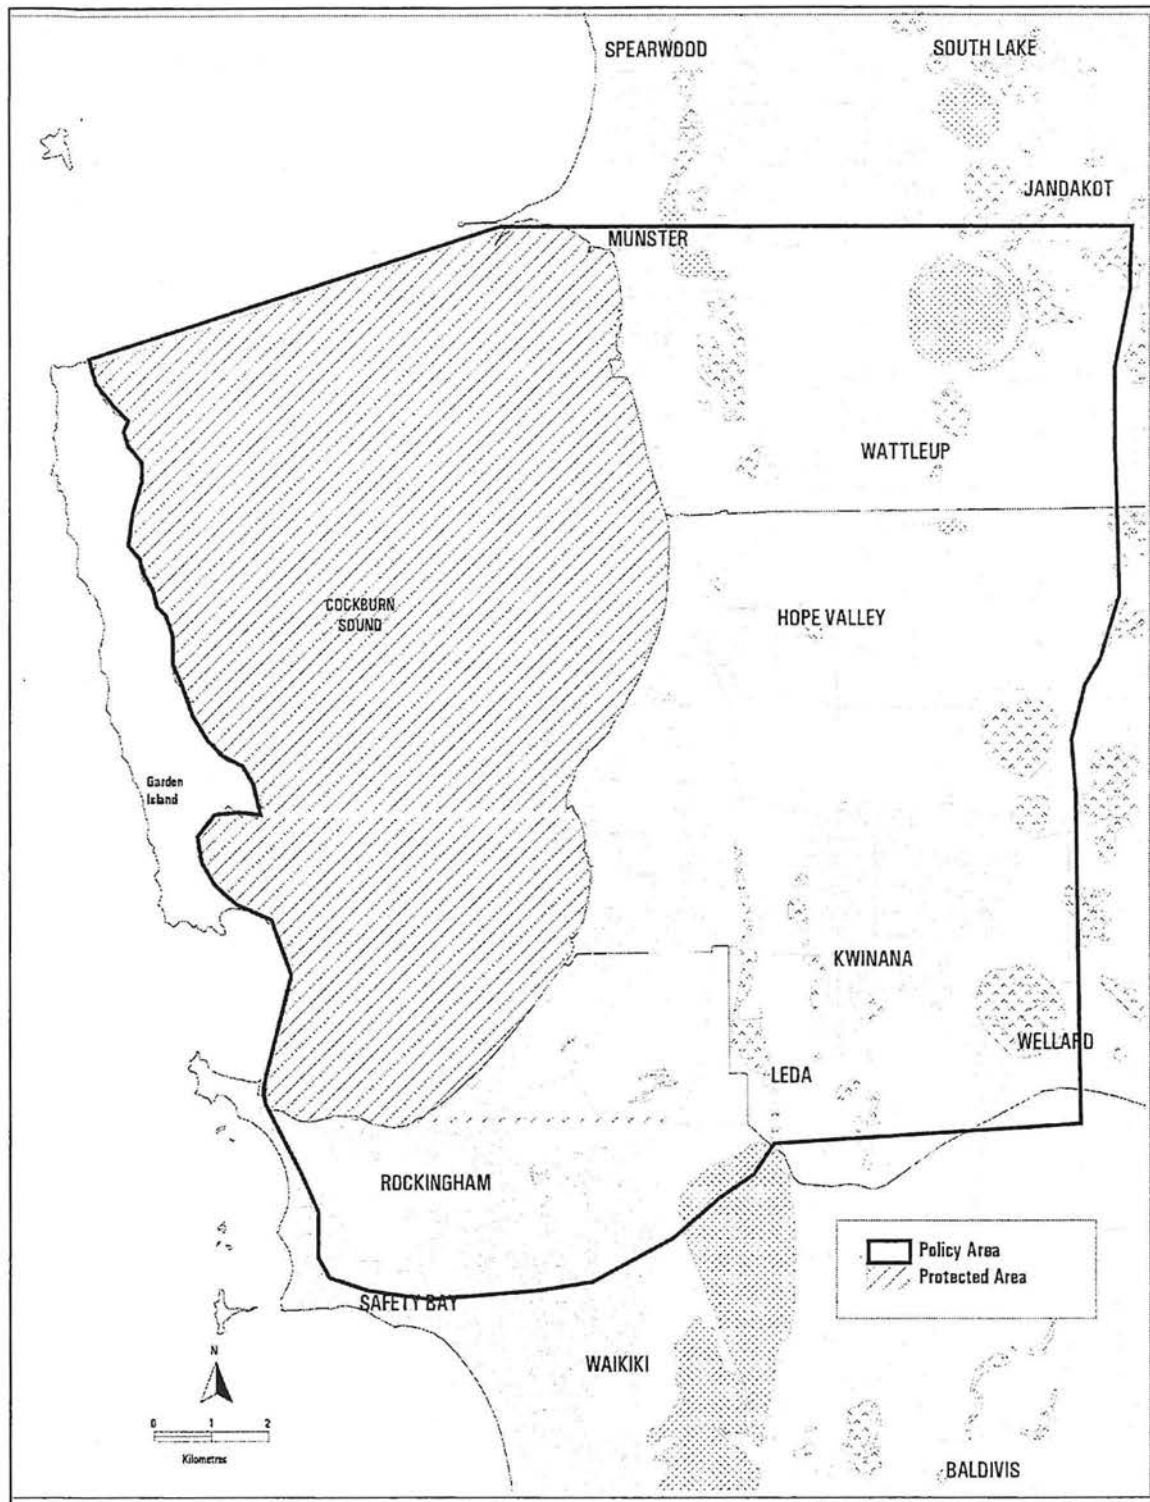 SPEARWOOD
SOUTH LAKE
JANDAKOT
MUNSTER
WATTLEUP
COCKBURN
SOUND
HOPE VALLEY
Garden
Island
KWINANA
WELLARD
LEDA
ROCKINGHAM
Policy Area
Protected Area
SAFETY BAY
WAIKIKI
N
0 1 2
Kilometres
BALDIVIS